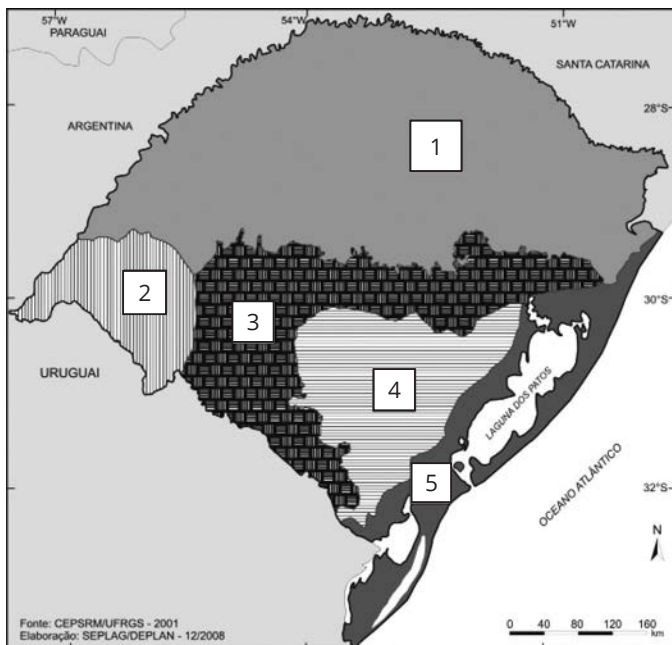 57°W
54°W
51°W
PARAGUAI
SANTA CATARINA
28°S
ARGENTINA
1
2
30°S
3
URUGUAI
4
LAGUNA DOS PATOS
5
32°S
OCEANO ATLÂNTICO
N
Fonte: CEPSRM/UFRGS - 2001
Elaboração: SEPLAG/DEPLAN - 12/2008
0 40 80 120 160
km